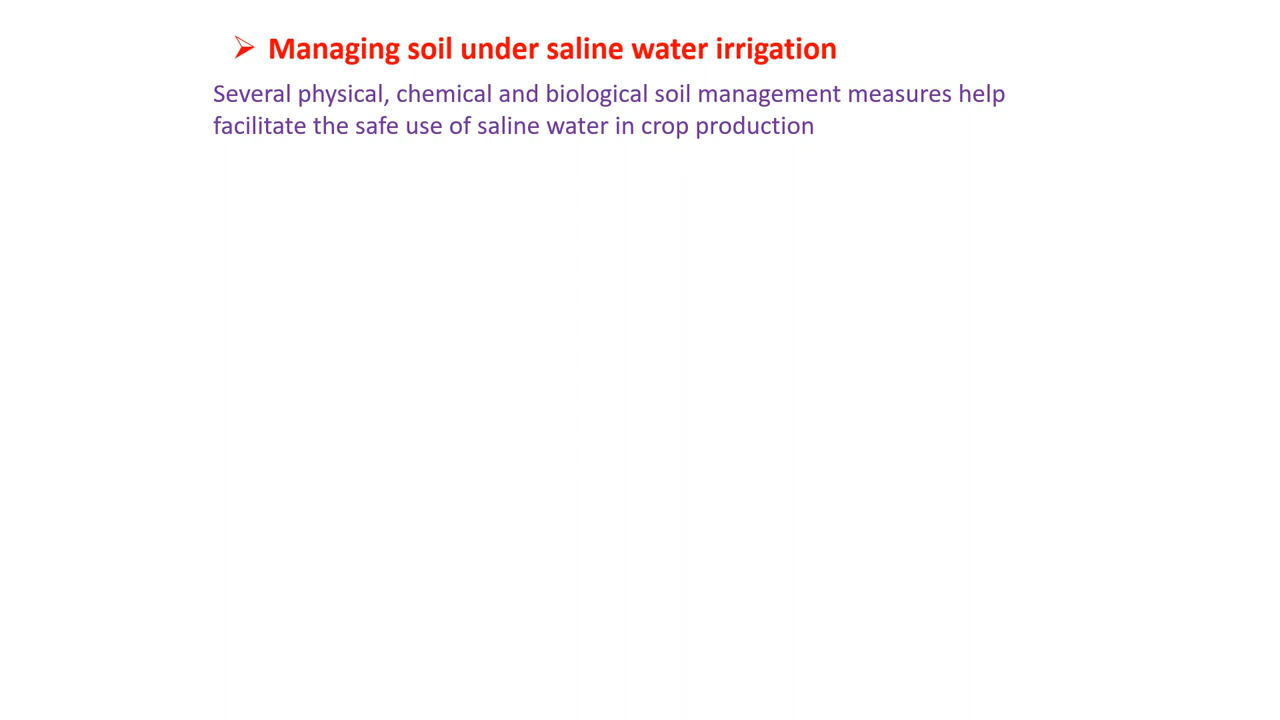 ➢ Managing soil under saline water irrigation
Several physical, chemical and biological soil management measures help
facilitate the safe use of saline water in crop production